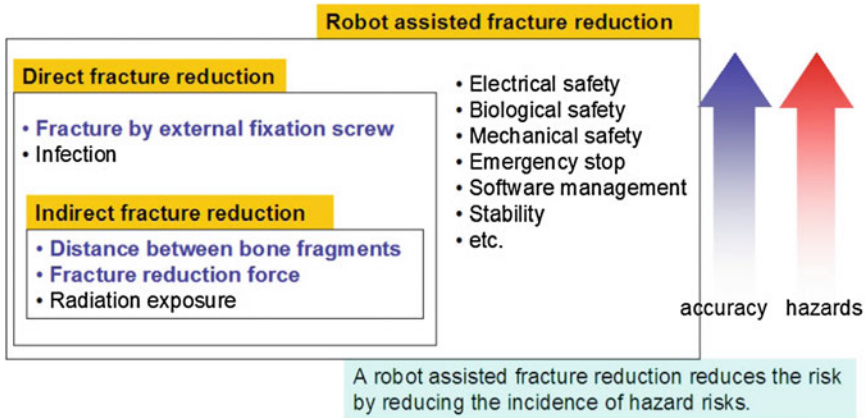 Robot assisted fracture reduction
Direct fracture reduction
• Fracture by external fixation screw
• Infection
Indirect fracture reduction
• Distance between bone fragments
• Fracture reduction force
• Radiation exposure
• Electrical safety
• Biological safety
• Mechanical safety
• Emergency stop
• Software management
• Stability
• etc.
accuracy
hazards
A robot assisted fracture reduction reduces the risk
by reducing the incidence of hazard risks.